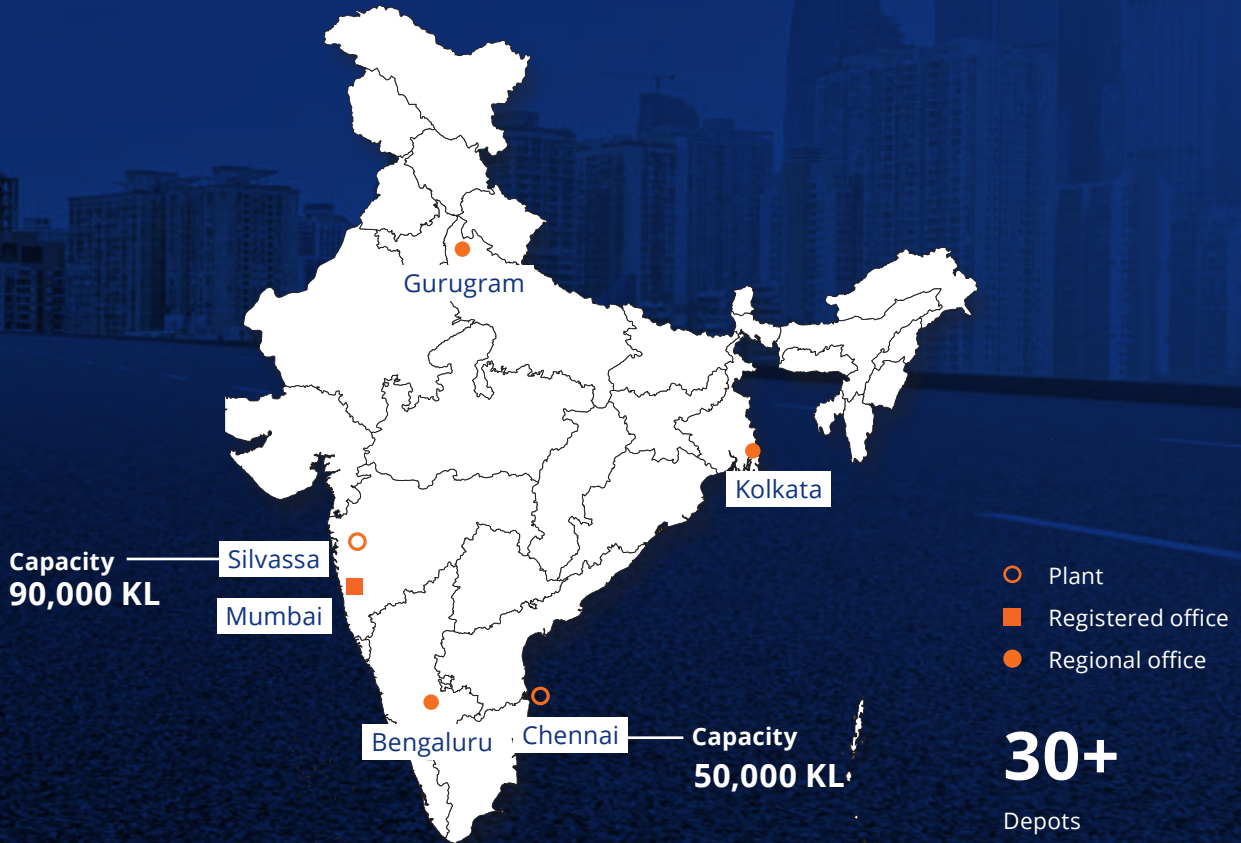 Gurugram
Kolkata
Capacity
90,000 KL
Silvassa
Mumbai
Bengaluru
Chennai
Capacity
50,000 KL
Plant
Registered office
Regional office
30+
Depots